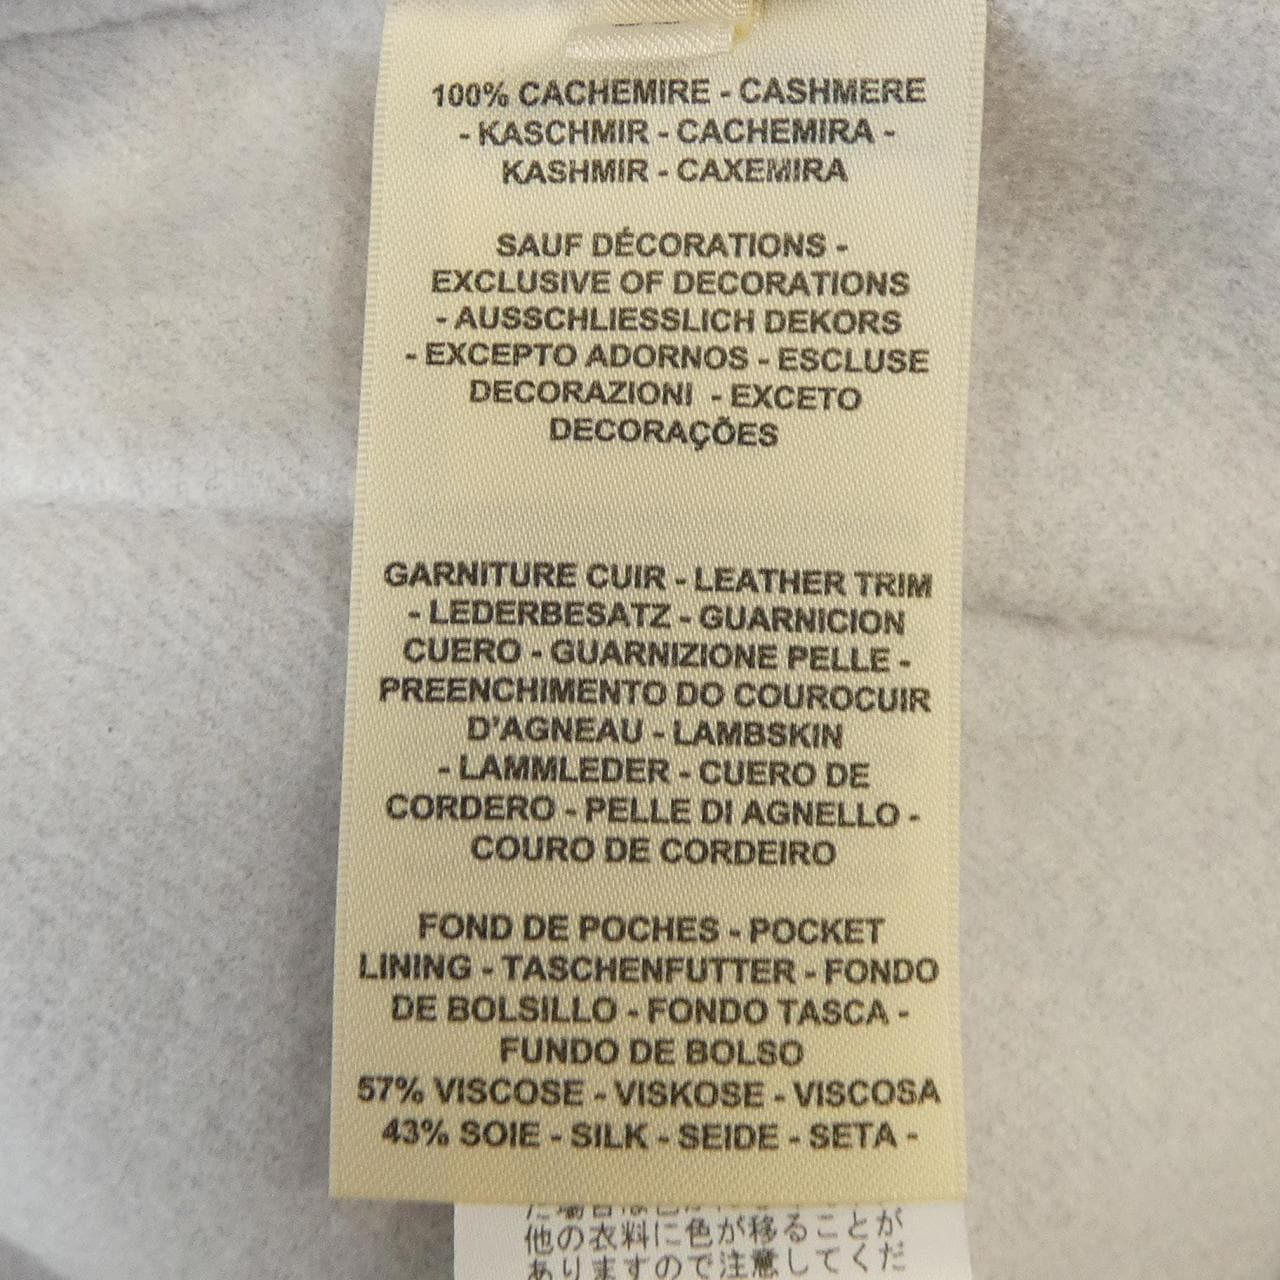 100% CACHEMIRE - CASHMERE
- KASCHMIR - CACHEMIRA -
KASHMIR - CAXEMIRA
SAUF DÉCORATIONS -
EXCLUSIVE OF DECORATIONS
- AUSSCHLIESSLICH DEKORS
- EXCEPTO ADORNOS - ESCLUSE
DECORAZIONI - EXCETO
DECORAÇÕES
GARNITURE CUIR - LEATHER TRIM
- LEDERBESATZ - GUARNICION
CUERO - GUARNIZIONE PELLE -
PREENCHIMENTO DO COUROCUIR
D'AGNEAU - LAMBSKIN
- LAMMLEDER - CUERO DE
CORDERO - PELLE DI AGNELLO -
COURO DE CORDEIRO
FOND DE POCHES - POCKET
LINING - TASCHENFUTTER - FONDO
DE BOLSILLO - FONDO TASCA -
FUNDO DE BOLSO
57% VISCOSE - VISKOSE - VISCOSA
43% SOIE - SILK - SEIDE - SETA -
他の衣料に色が移ることが
ありますので注意してくだ